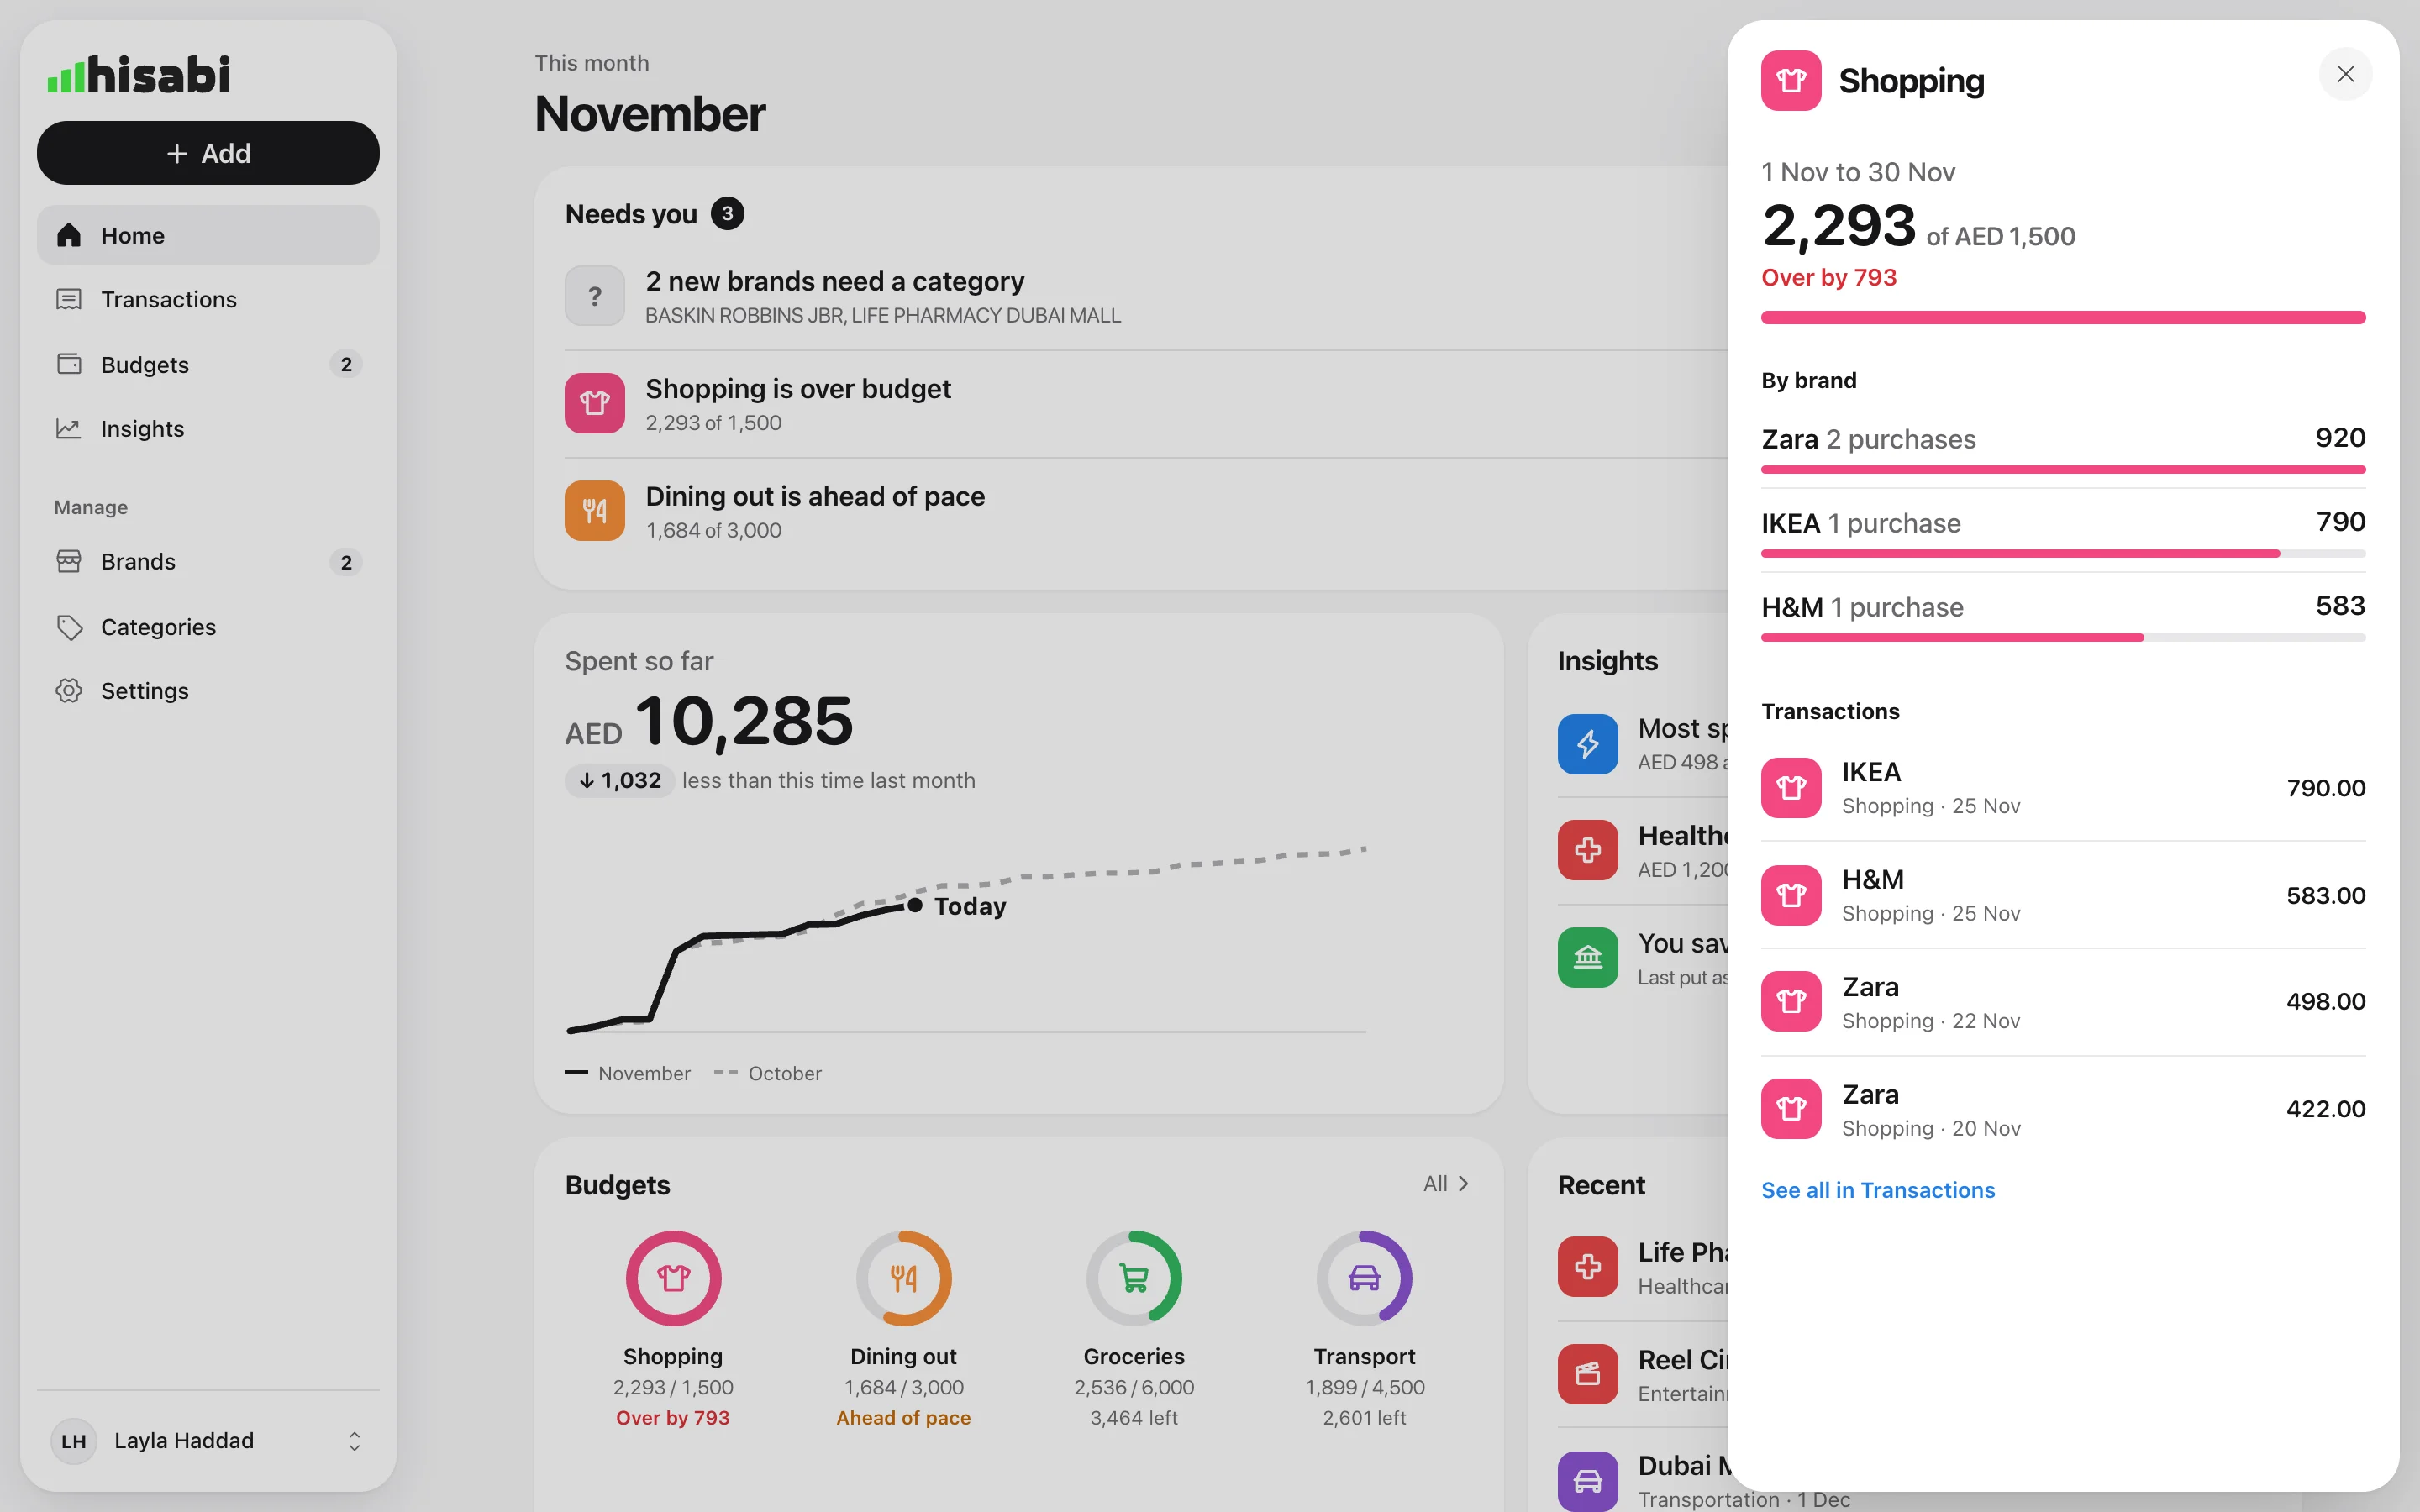 hisabi
+ Add
Home
Transactions
Budgets 2
Insights
Manage
Brands 2
Categories
Settings
LH Layla Haddad
This month
November
Needs you 3
?
2 new brands need a category
BASKIN ROBBINS JBR, LIFE PHARMACY DUBAI MALL
Shopping is over budget
2,293 of 1,500
Dining out is ahead of pace
1,684 of 3,000
Spent so far
AED 10,285
↓ 1,032 less than this time last month
Today
November October
Insights
Most sp
AED 498
Healthc
AED 1,200
You sav
Last put as
Budgets All
Shopping
2,293 / 1,500
Over by 793
Dining out
1,684 / 3,000
Ahead of pace
Groceries
2,536 / 6,000
3,464 left
Transport
1,899 / 4,500
2,601 left
Recent
Life Pha
Healthcar
Reel Ci
Entertain
Dubai M
Transportation · 1 Dec
Shopping
1 Nov to 30 Nov
2,293 of AED 1,500
Over by 793
By brand
Zara 2 purchases 920
IKEA 1 purchase 790
H&M 1 purchase 583
Transactions
IKEA
Shopping · 25 Nov
790.00
H&M
Shopping · 25 Nov
583.00
Zara
Shopping · 22 Nov
498.00
Zara
Shopping · 20 Nov
422.00
See all in Transactions